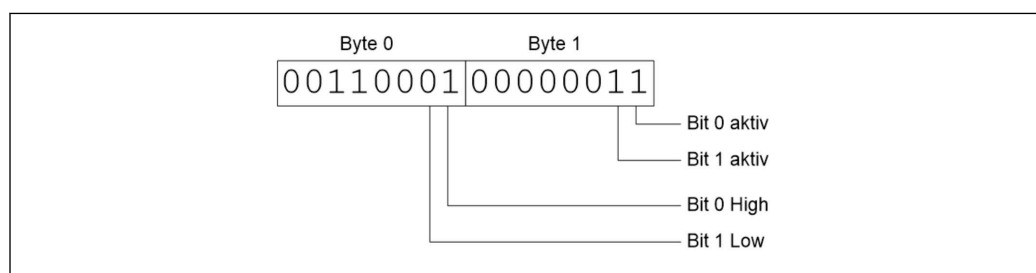 Byte 0 Byte 1
00110001 00000011
Bit 0 aktiv
Bit 1 aktiv
Bit 0 High
Bit 1 Low